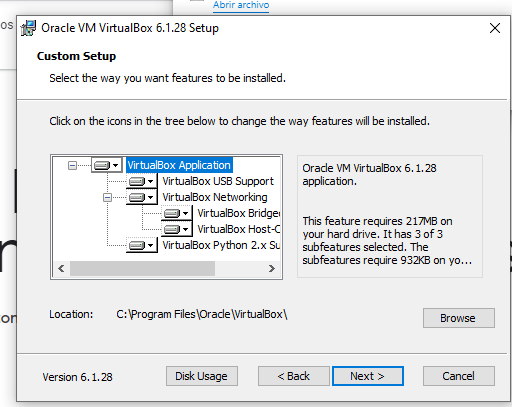 Abrir archivo
os
Oracle VM VirtualBox 6.1.28 Setup
Custom Setup
Select the way you want features to be installed.
Click on the icons in the tree below to change the way features will be installed.
VirtualBox Application
VirtualBox USB Support
VirtualBox Networking
VirtualBox Bridge
VirtualBox Host-C
VirtualBox Python 2.x Su
Oracle VM VirtualBox 6.1.28
application.
This feature requires 217MB on
your hard drive. It has 3 of 3
subfeatures selected. The
subfeatures require 932KB on yo...
Location:
C:\Program Files\Oracle\VirtualBox\
Browse
Version 6.1.28
Disk Usage
< Back
Next >
Cancel